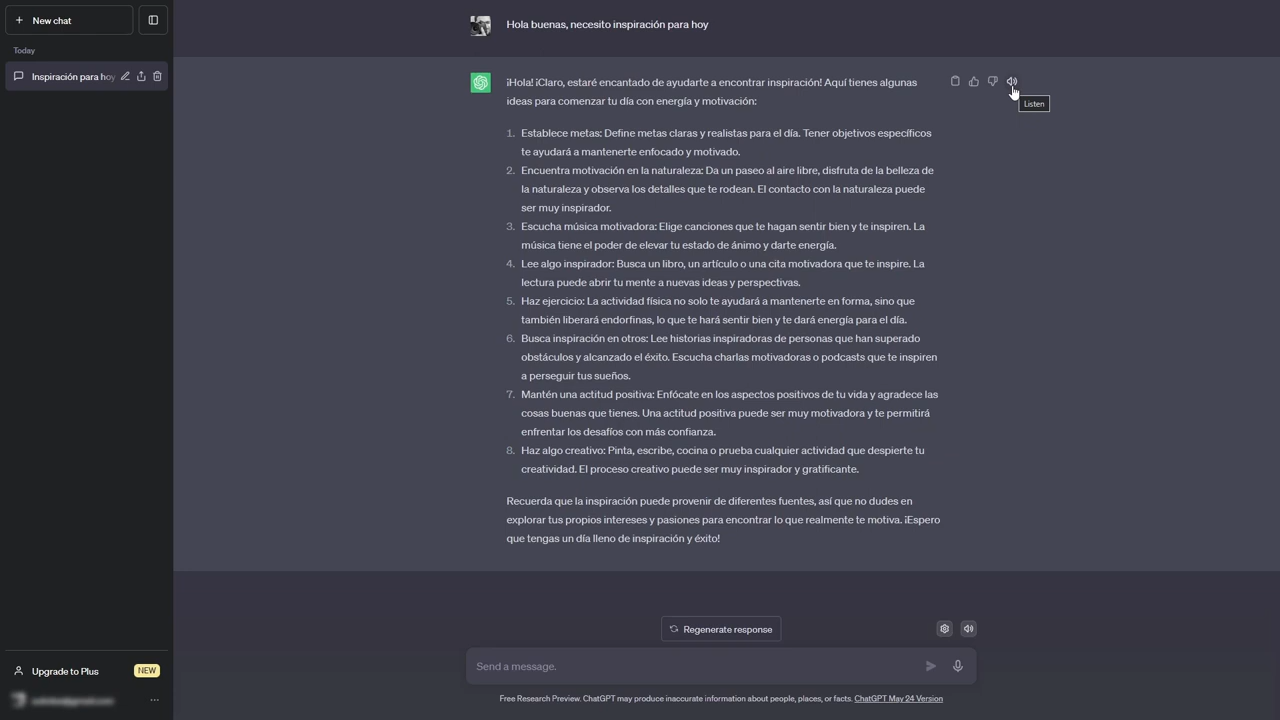 New chat
Today
Inspiración para hoy
Hola buenas, necesito inspiración para hoy
¡Hola! ¡Claro, estaré encantado de ayudarte a encontrar inspiración! Aquí tienes algunas
ideas para comenzar tu día con energía y motivación:
Listen
1. Establece metas: Define metas claras y realistas para el día. Tener objetivos específicos
te ayudará a mantenerte enfocado y motivado.
2. Encuentra motivación en la naturaleza: Da un paseo al aire libre, disfruta de la belleza de
la naturaleza y observa los detalles que te rodean. El contacto con la naturaleza puede
ser muy inspirador.
3. Escucha música motivadora: Elige canciones que te hagan sentir bien y te inspiren. La
música tiene el poder de elevar tu estado de ánimo y darte energía.
4. Lee algo inspirador: Busca un libro, un artículo o una cita motivadora que te inspire. La
lectura puede abrir tu mente a nuevas ideas y perspectivas.
5. Haz ejercicio: La actividad física no solo te ayudará a mantenerte en forma, sino que
también liberará endorfinas, lo que te hará sentir bien y te dará energía para el día.
6. Busca inspiración en otros: Lee historias inspiradoras de personas que han superado
obstáculos y alcanzado el éxito. Escucha charlas motivadoras o podcasts que te inspiren
a perseguir tus sueños.
7. Mantén una actitud positiva: Enfócate en los aspectos positivos de tu vida y agradece las
cosas buenas que tienes. Una actitud positiva puede ser muy motivadora y te permitirá
enfrentar los desafíos con más confianza.
8. Haz algo creativo: Pinta, escribe, cocina o prueba cualquier actividad que despierte tu
creatividad. El proceso creativo puede ser muy inspirador y gratificante.
Recuerda que la inspiración puede provenir de diferentes fuentes, así que no dudes en
explorar tus propios intereses y pasiones para encontrar lo que realmente te motiva. ¡Espero
que tengas un día lleno de inspiración y éxito!
Regenerate response
Send a message.
Free Research Preview. ChatGPT may produce inaccurate information about people, places, or facts. ChatGPT May 24 Version
Upgrade to Plus NEW